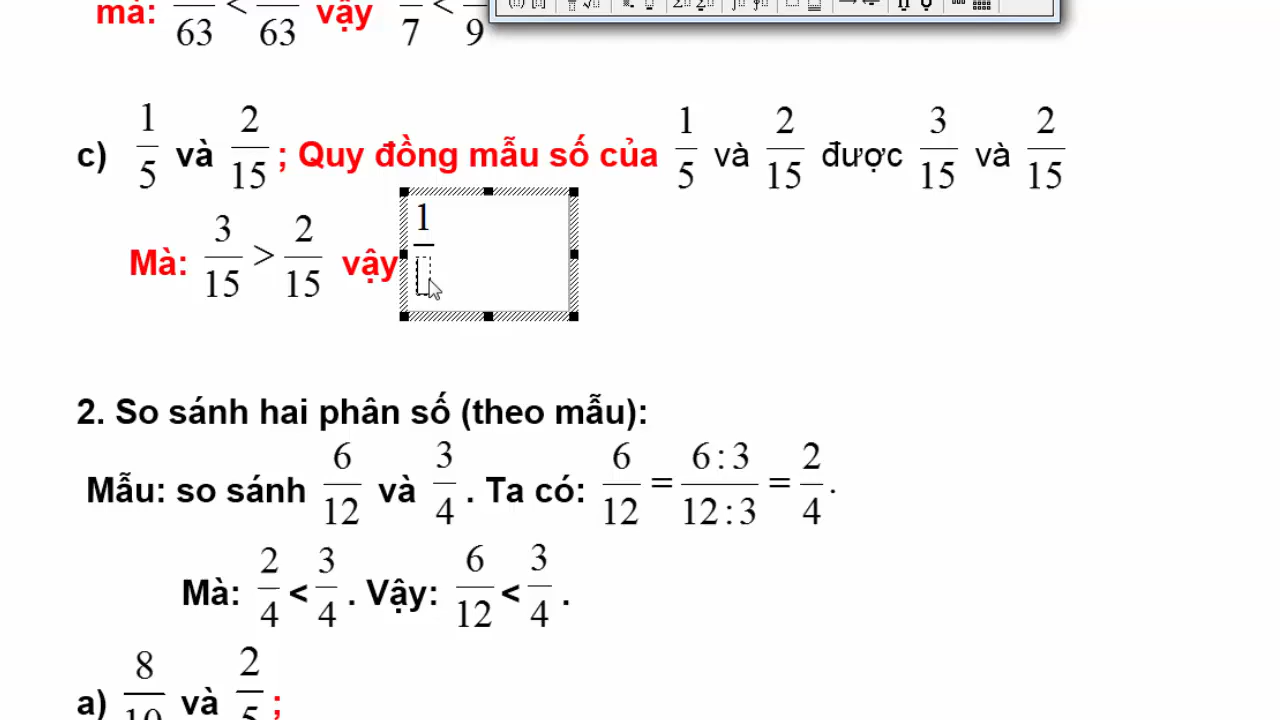 mà: /63 < /63 vậy /7 < /9
c) 1/5 và 2/15 ; Quy đồng mẫu số của 1/5 và 2/15 được 3/15 và 2/15
Mà: 3/15 > 2/15 vậy 1/
2. So sánh hai phân số (theo mẫu):
Mẫu: so sánh 6/12 và 3/4 . Ta có: 6/12 = 6:3/12:3 = 2/4 .
Mà: 2/4 < 3/4 . Vậy: 6/12 < 3/4 .
a) 8/10 và 2/5 ;